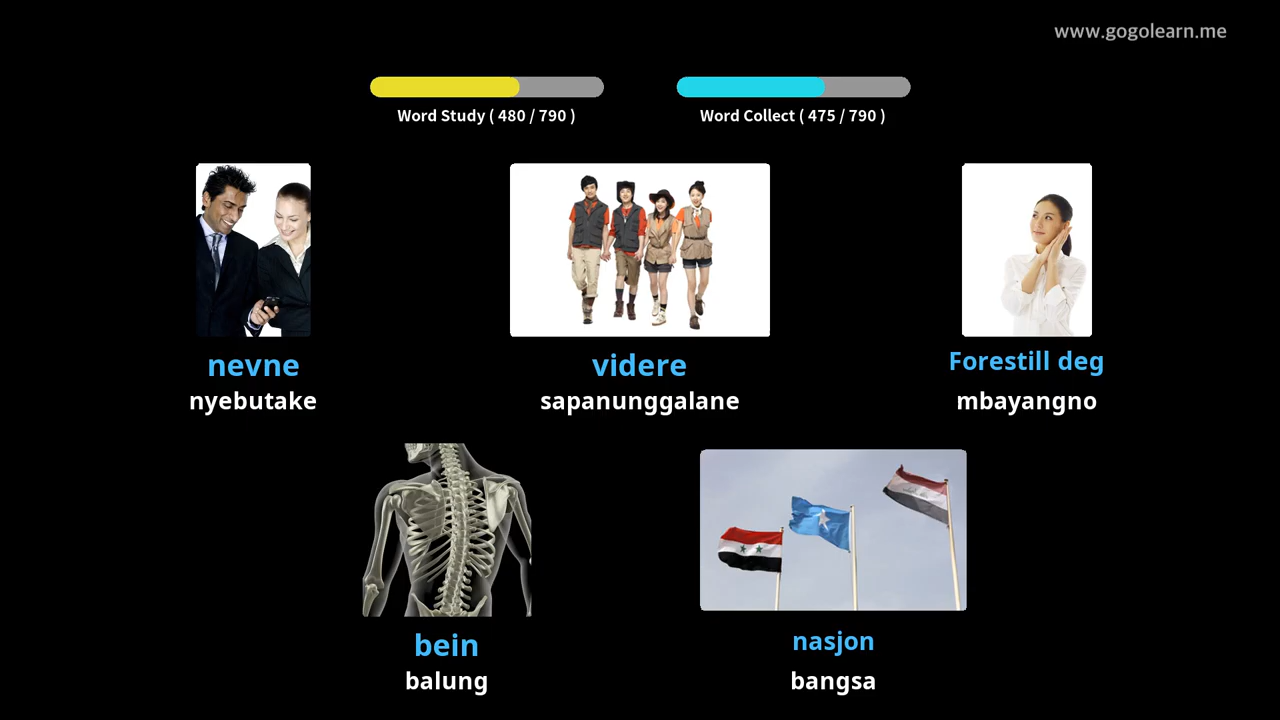 www.gogolearn.me
Word Study ( 480 / 790 )
Word Collect ( 475 / 790 )
nevne
nyebutake
videre
sapanunggalane
Forestill deg
mbayangno
bein
balung
nasjon
bangsa